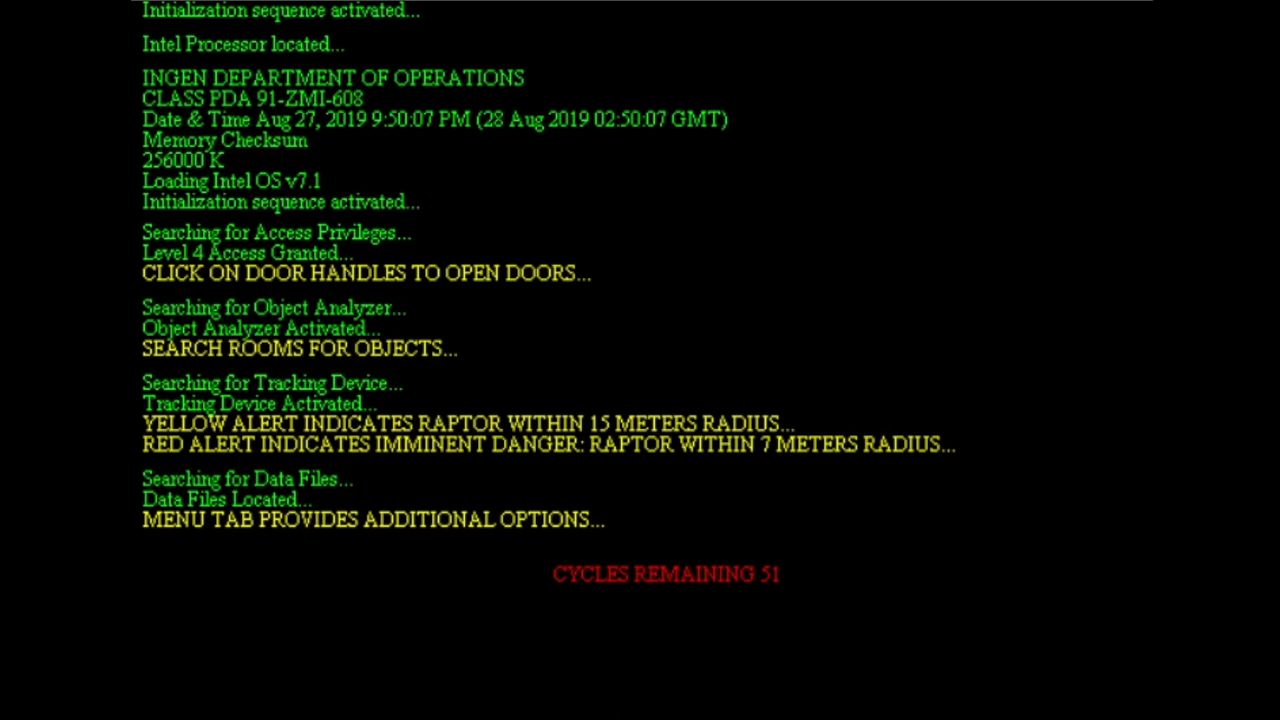 Initialization sequence activated...
Intel Processor located...
INGEN DEPARTMENT OF OPERATIONS
CLASS PDA 91-ZMI-608
Date & Time Aug 27, 2019 9:50:07 PM (28 Aug 2019 02:50:07 GMT)
Memory Checksum
256000 K
Loading Intel OS v7.1
Initialization sequence activated...
Searching for Access Privileges...
Level 4 Access Granted...
CLICK ON DOOR HANDLES TO OPEN DOORS...
Searching for Object Analyzer...
Object Analyzer Activated...
SEARCH ROOMS FOR OBJECTS...
Searching for Tracking Device...
Tracking Device Activated...
YELLOW ALERT INDICATES RAPTOR WITHIN 15 METERS RADIUS...
RED ALERT INDICATES IMMINENT DANGER: RAPTOR WITHIN 7 METERS RADIUS...
Searching for Data Files...
Data Files Located...
MENU TAB PROVIDES ADDITIONAL OPTIONS...
CYCLES REMAINING 51